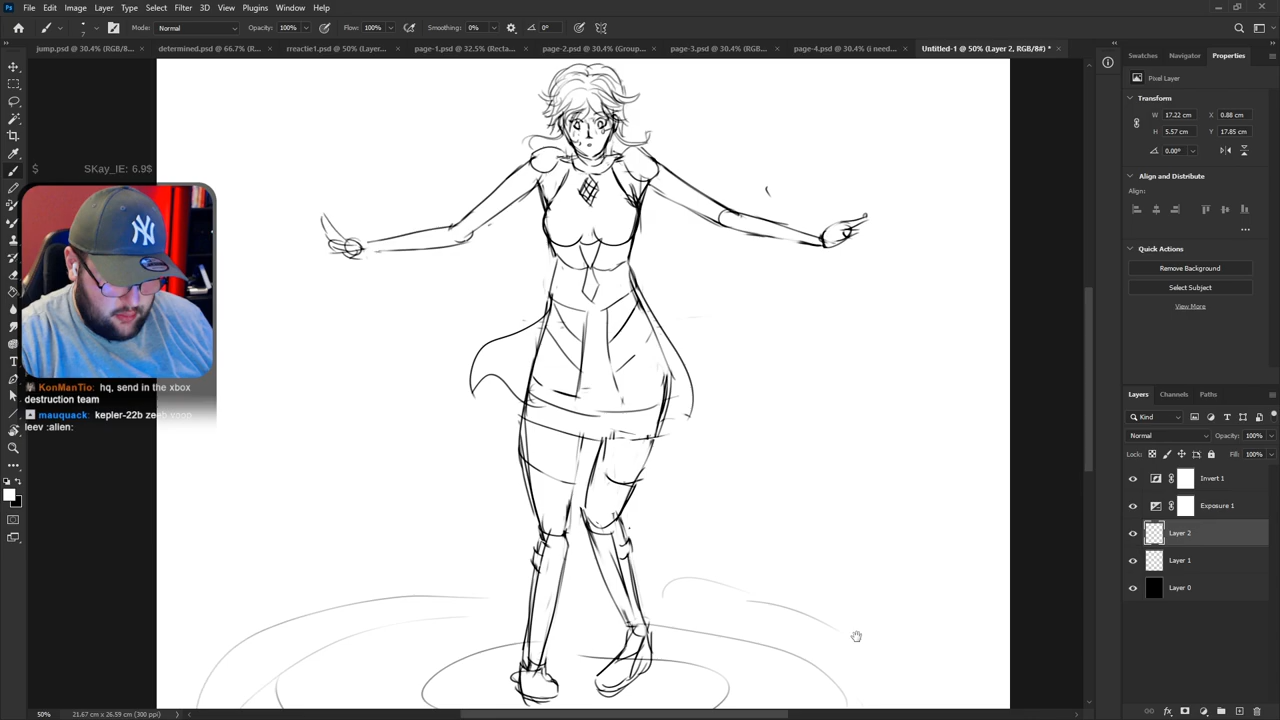 Ps File Edit Image Layer Type Select Filter 3D View Plugins Window Help
Mode: Normal Opacity: 100% Flow: 100% Smoothing: 0% 0°
7
jump.psd @ 30.4% (RGB/8... × determined.psd @ 66.7% (R... × rreactie1.psd @ 50% (Layer... × page-1.psd @ 32.5% (Recta... × page-2.psd @ 30.4% (Group... × page-3.psd @ 30.4% (RGB... × page-4.psd @ 30.4% (i need... × Untitled-1 @ 50% (Layer 2, RGB/8#) * ×
Swatches Navigator Properties
Pixel Layer
Transform
W 17.22 cm X 0.88 cm
H 5.57 cm Y 17.85 cm
0.00°
Align and Distribute
Align:
Quick Actions
Remove Background
Select Subject
View More
$ SKay_IE: 6.9$
NY
KonManTio: hq, send in the xbox
destruction team
mauquack: kepler-22b
leev :alien:
Layers Channels Paths
Kind
Normal Opacity: 100%
Lock: Fill: 100%
Invert 1
Exposure 1
Layer 2
Layer 1
Layer 0
50% 21.67 cm x 26.59 cm (300 ppi)